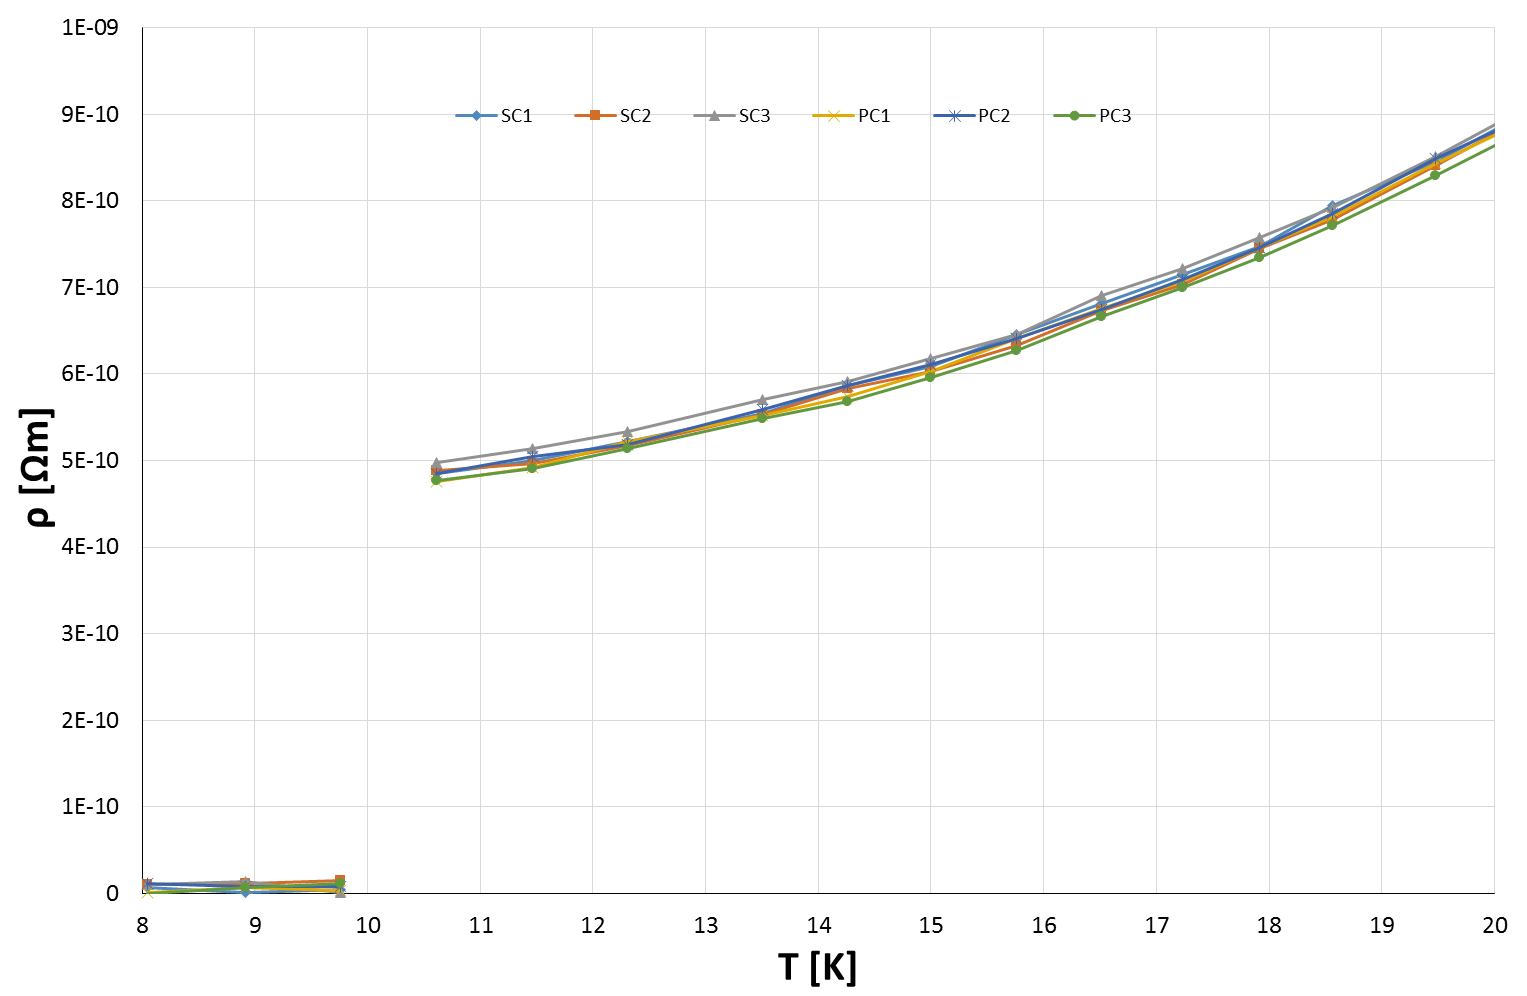 1E-09
9E-10
8E-10
7E-10
6E-10
5E-10
4E-10
3E-10
2E-10
1E-10
0
ρ [Ωm]
SC1 SC2 SC3 PC1 PC2 PC3
8 9 10 11 12 13 14 15 16 17 18 19 20
T [K]